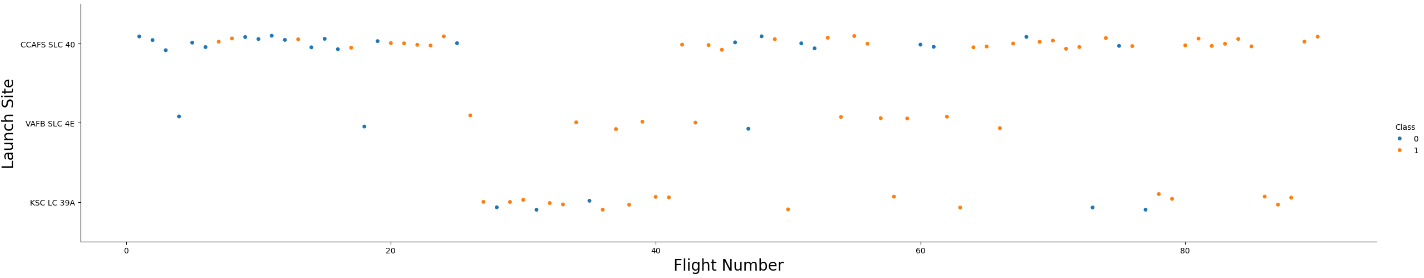 CCAFS SLC 40
VAFB SLC 4E
KSC LC 39A
Launch Site
0 20 40 60 80
Flight Number
Class
0
1